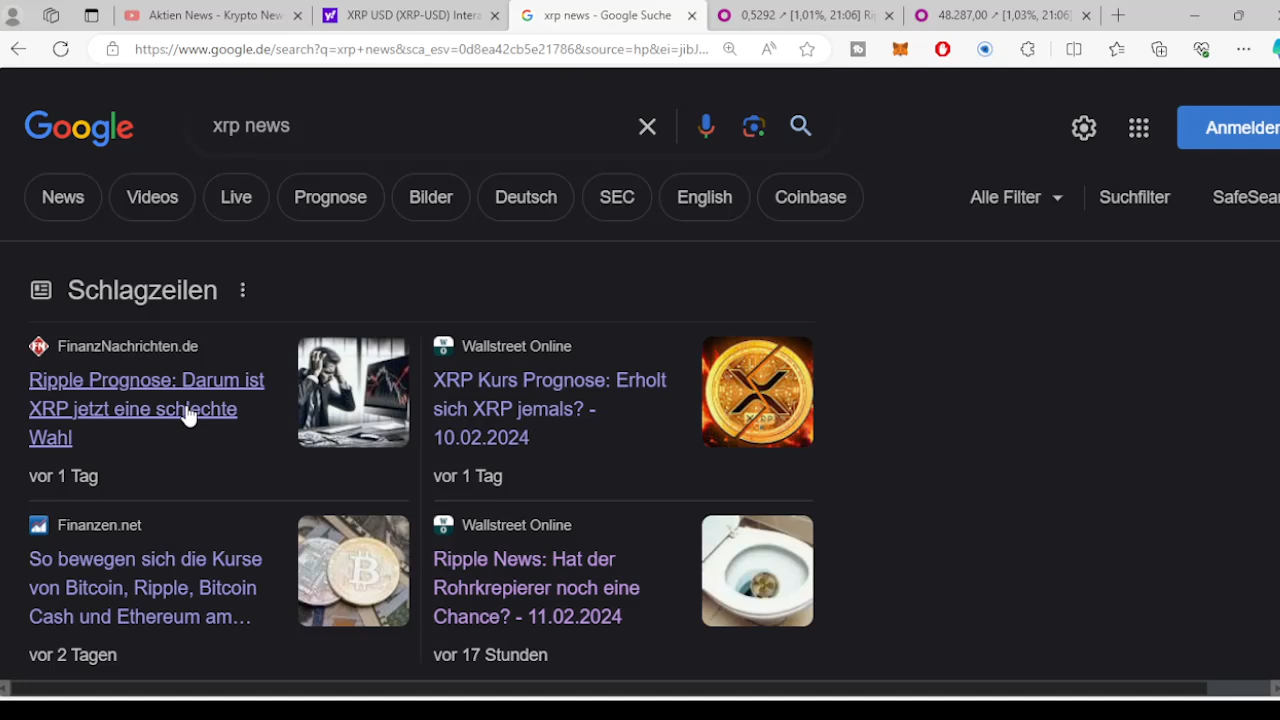 Aktien News - Krypto New
XRP USD (XRP-USD) Intera
xrp news - Google Suche
0,5292 ↗ [1,01%, 21:06] Ri
48.287,00 ↗ [1,03%, 21:06]
https://www.google.de/search?q=xrp+news&sca_esv=0d8ea42cb5e21786&source=hp&ei=jibJ...
Google
xrp news
Anmelden
News
Videos
Live
Prognose
Bilder
Deutsch
SEC
English
Coinbase
Alle Filter
Suchfilter
SafeSear
Schlagzeilen
FinanzNachrichten.de
Ripple Prognose: Darum ist
XRP jetzt eine schlechte
Wahl
vor 1 Tag
Wallstreet Online
XRP Kurs Prognose: Erholt
sich XRP jemals? -
10.02.2024
vor 1 Tag
Finanzen.net
So bewegen sich die Kurse
von Bitcoin, Ripple, Bitcoin
Cash und Ethereum am...
vor 2 Tagen
Wallstreet Online
Ripple News: Hat der
Rohrkrepierer noch eine
Chance? - 11.02.2024
vor 17 Stunden